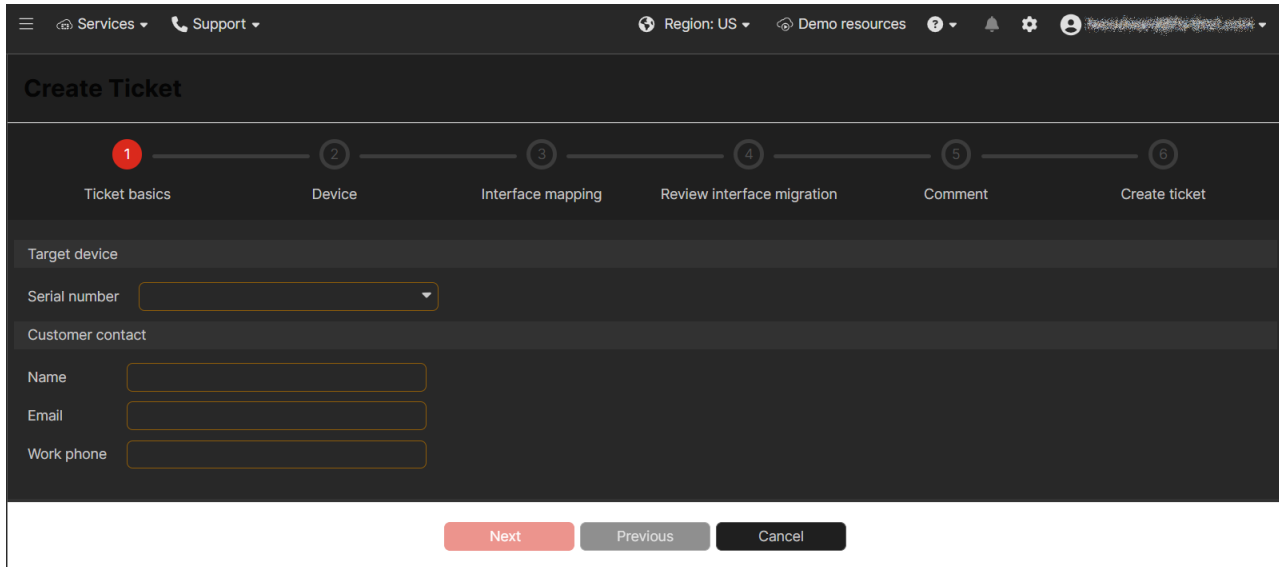 Services Support Region: US Demo resources ?
Create Ticket
1 2 3 4 5 6
Ticket basics Device Interface mapping Review interface migration Comment Create ticket
Target device
Serial number
Customer contact
Name
Email
Work phone
Next Previous Cancel